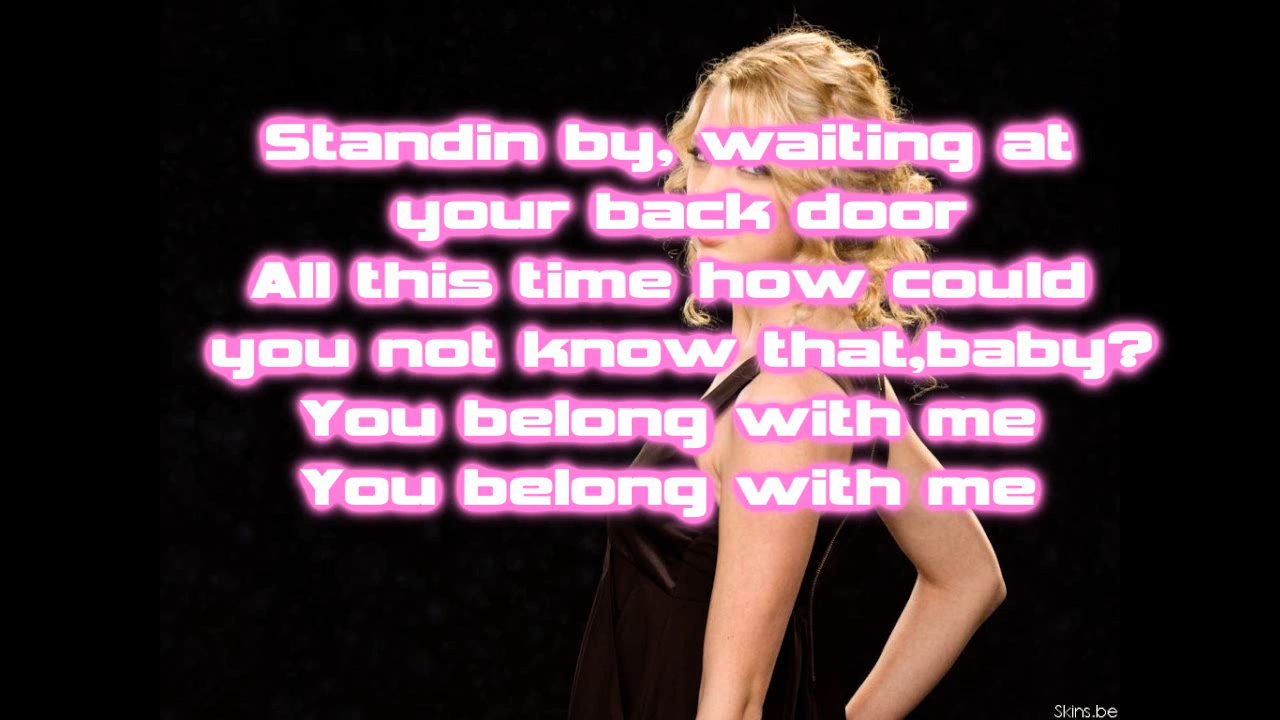 Standin by, waiting at
your back door
All this time how could
you not know that,baby?
You belong with me
You belong with me
Skins.be